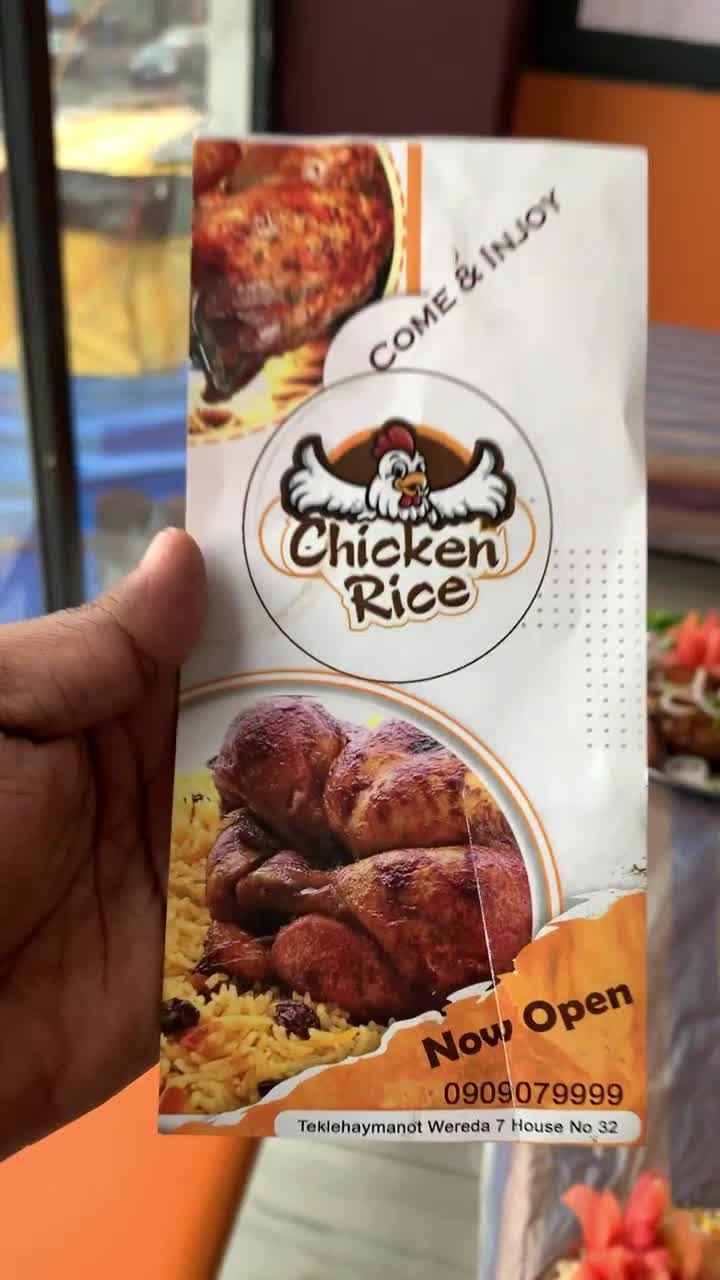 COME & INJOY
Chicken
Rice
Now Open
0909079999
Teklehaymanot Wereda 7 House No 32